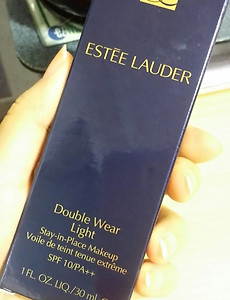 ESTĒE LAUDER
Double Wear
Light
Stay-in-Place Makeup
Voile de teint tenue extrême
SPF 10/PA++
1 FL. OZ. LIQ./30 ml